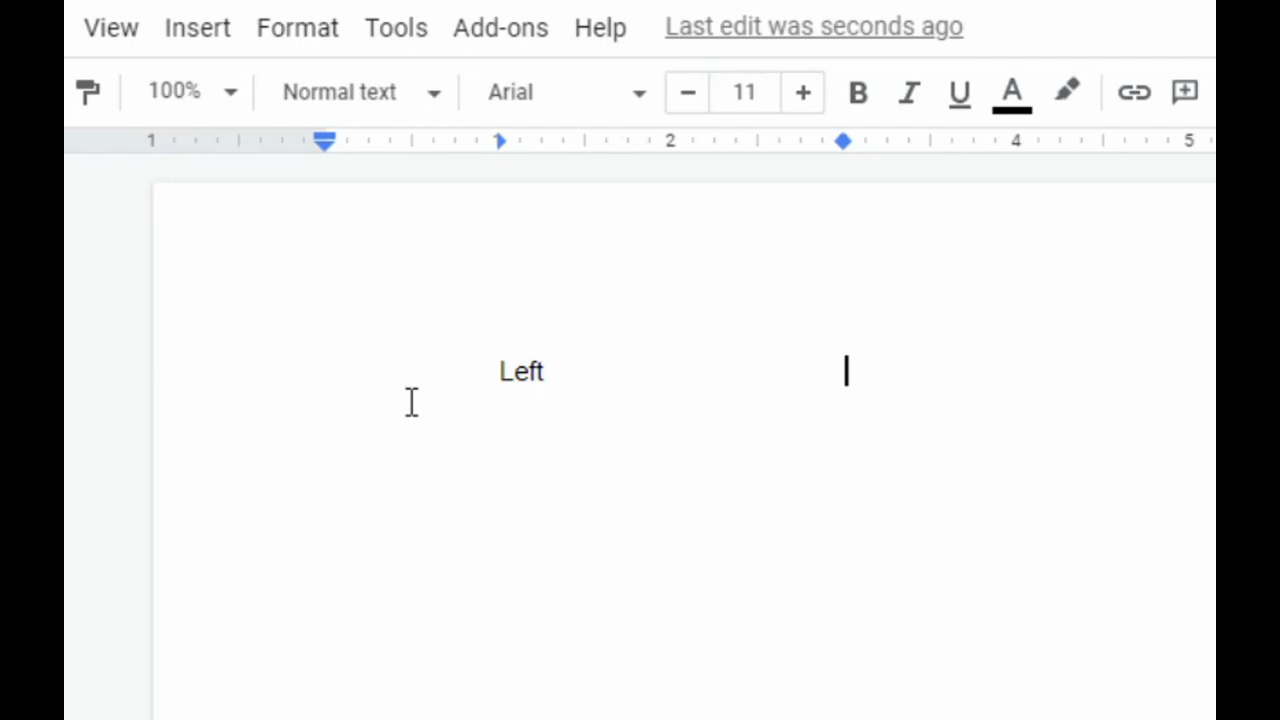 View Insert Format Tools Add-ons Help Last edit was seconds ago
100% Normal text Arial − 11 + B I U A
1 1 2 4 5
Left